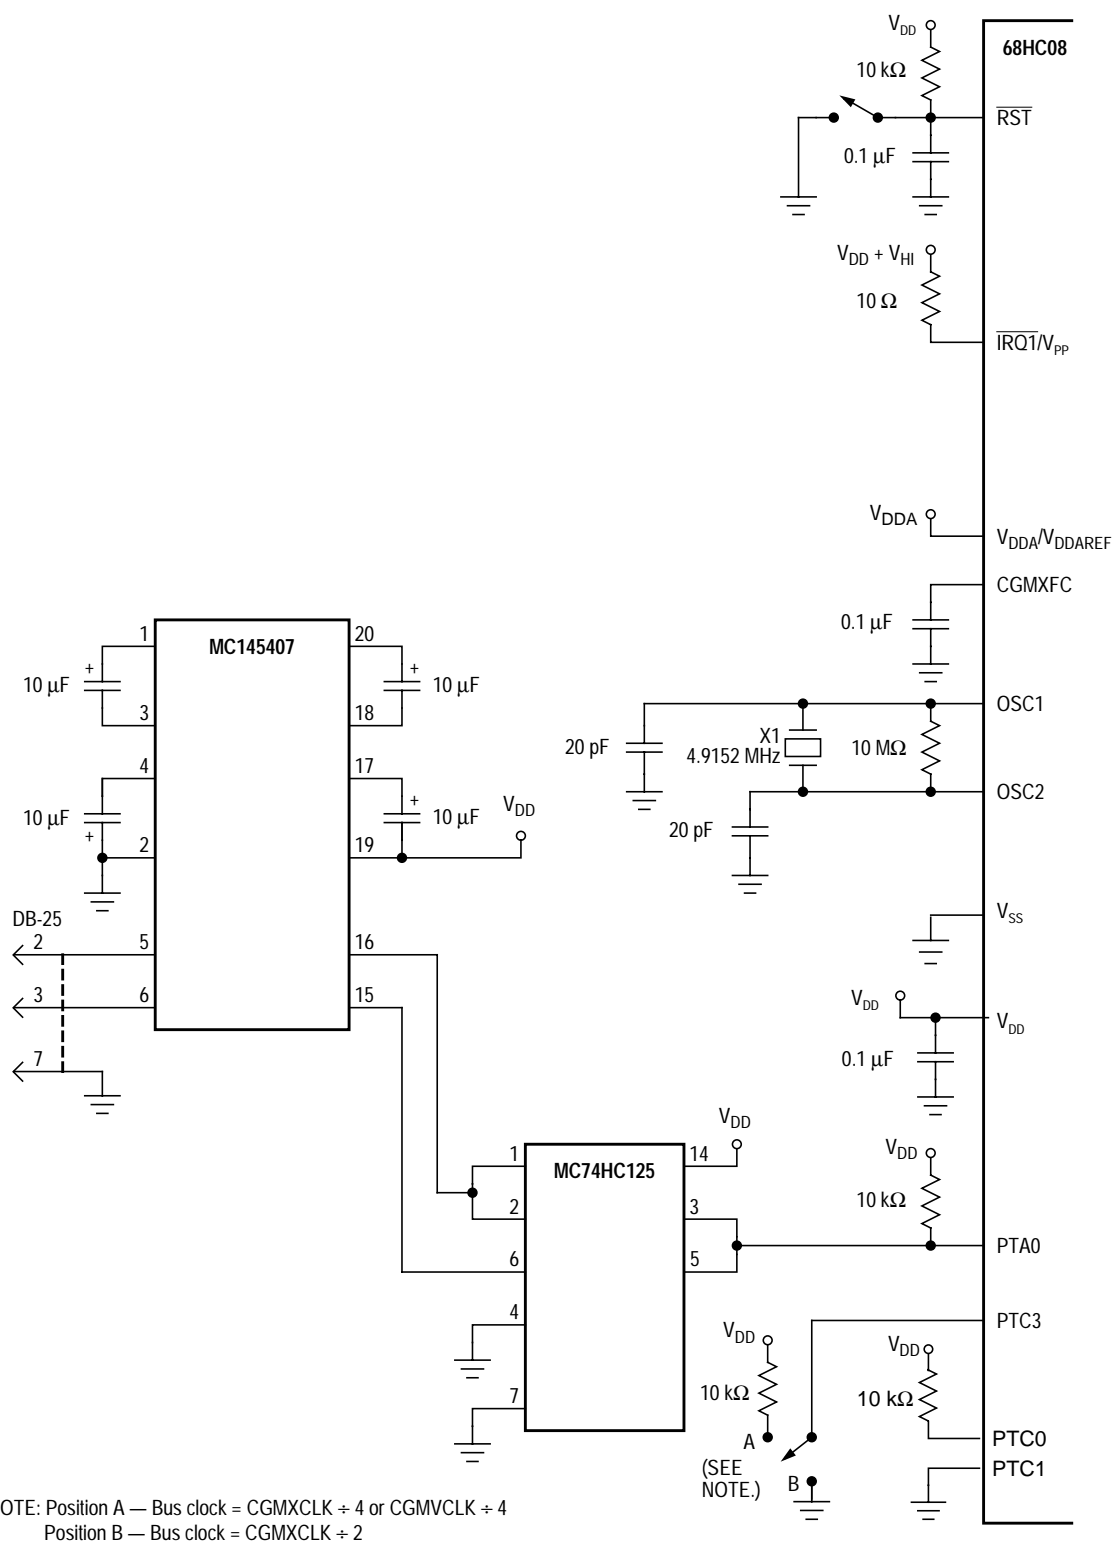 V_DD
68HC08
10 kΩ
RST
0.1 µF
V_DD + V_HI
10 Ω
IRQ1/V_PP
V_DDA
V_DDA/V_DDAREF
CGMXFC
0.1 µF
MC145407
1
20
+
10 µF
+
10 µF
3
18
OSC1
20 pF
X1
4.9152 MHz
10 MΩ
OSC2
20 pF
4
17
10 µF
+
+
10 µF
V_DD
2
19
V_SS
DB-25
2
5
16
3
6
15
7
V_DD
V_DD
0.1 µF
V_DD
MC74HC125
1
14
2
3
6
5
4
7
V_DD
10 kΩ
PTA0
PTC3
V_DD
10 kΩ
A
(SEE
NOTE.)
B
V_DD
10 kΩ
PTC0
PTC1
OTE: Position A — Bus clock = CGMXCLK ÷ 4 or CGMVCLK ÷ 4
Position B — Bus clock = CGMXCLK ÷ 2